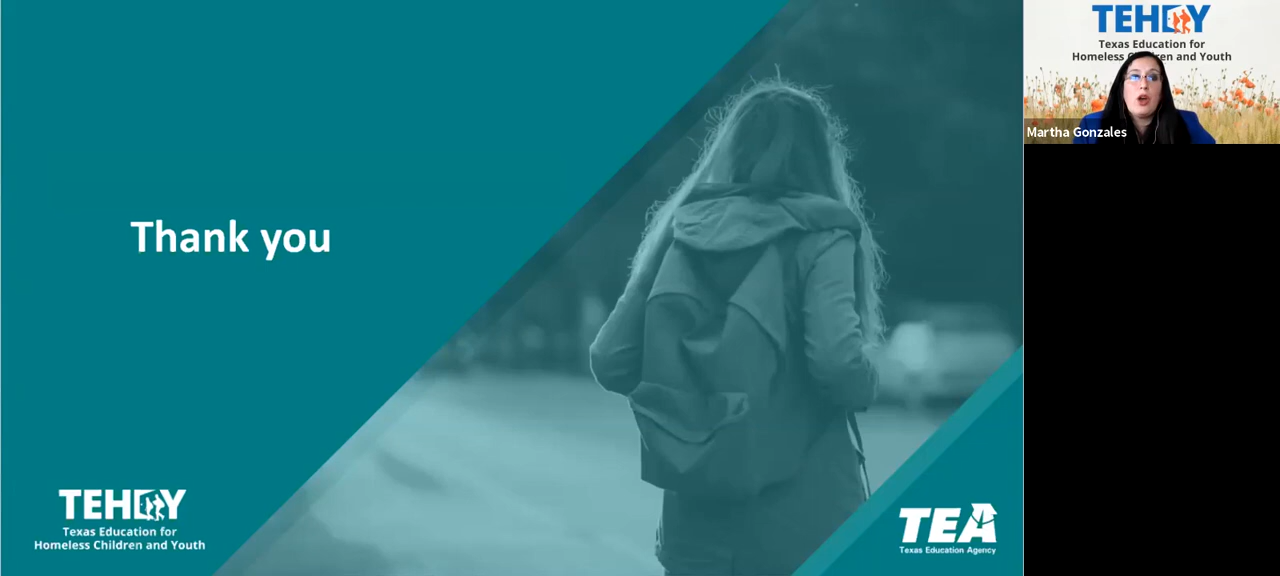 Thank you
TEHCY
Texas Education for
Homeless Children and Youth
TEA
Texas Education Agency
TEHCY
Texas Education for
Homeless Children and Youth
Martha Gonzales